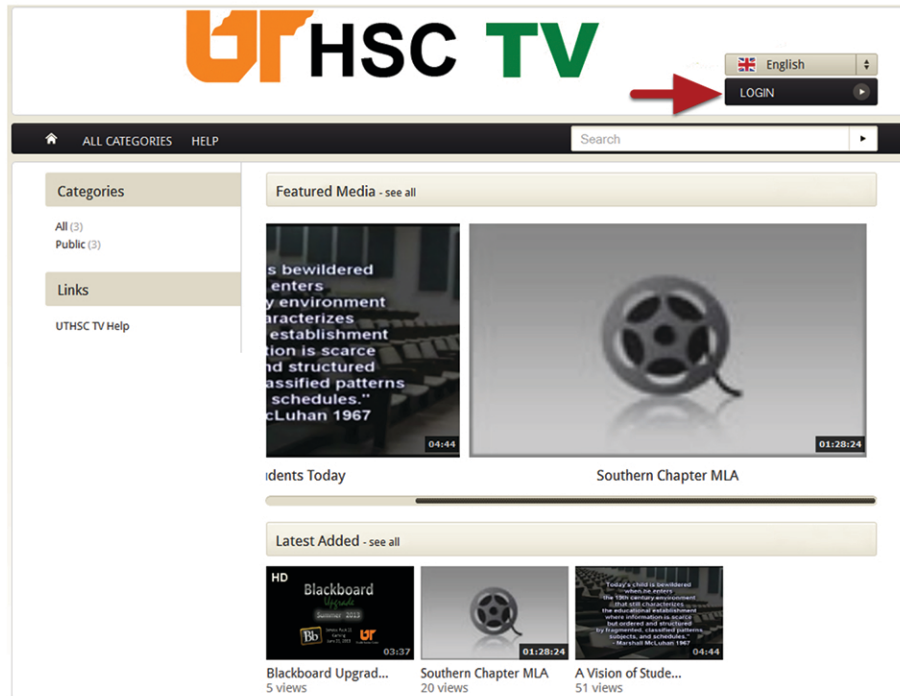 UT HSC TV
English
LOGIN
ALL CATEGORIES HELP
Search
Categories
Featured Media - see all
All (3)
Public (3)
Links
UTHSC TV Help
s bewildered
enters
y environment
aracterizes
establishment
tion is scarce
nd structured
assified patterns
schedules."
cLuhan 1967
04:44
01:28:24
udents Today
Southern Chapter MLA
Latest Added - see all
HD
Blackboard
Upgrade
Summer 2013
Bb
UT
03:37
01:28:24
Today's child is bewildered
when he enters
the 19th century environment
that still characterizes
the educational establishment
where information is scarce
but ordered and structured
by fragmented, classified patterns
subjects, and schedules."
- Marshall McLuhan 1967
04:44
Blackboard Upgrad...
5 views
Southern Chapter MLA
20 views
A Vision of Stude...
51 views